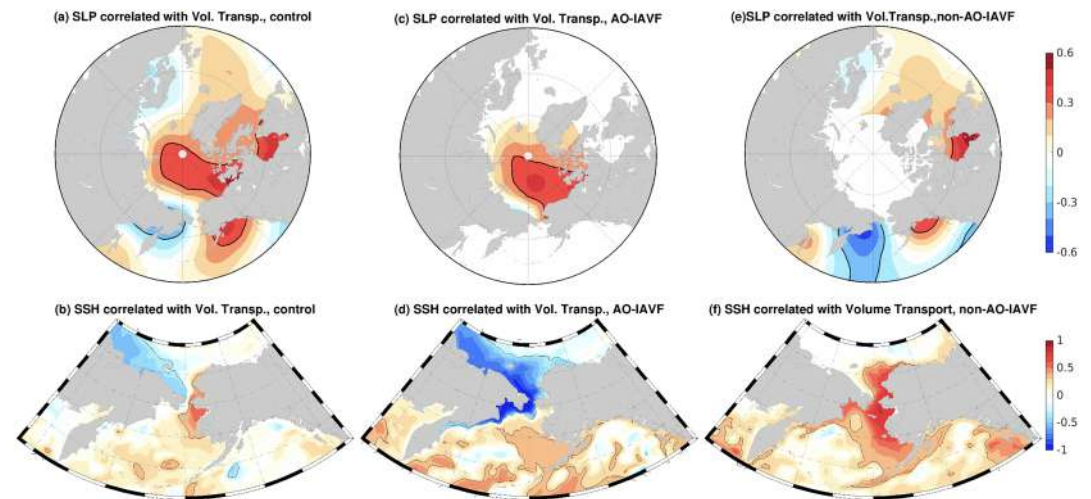 (a) SLP correlated with Vol. Transp., control
(c) SLP correlated with Vol. Transp., AO-IAVF
(e)SLP correlated with Vol.Transp.,non-AO-IAVF
0.6
0.3
0
-0.3
-0.6
(b) SSH correlated with Vol. Transp., control
(d) SSH correlated with Vol. Transp., AO-IAVF
(f) SSH correlated with Volume Transport, non-AO-IAVF
1
0.5
0
-0.5
-1